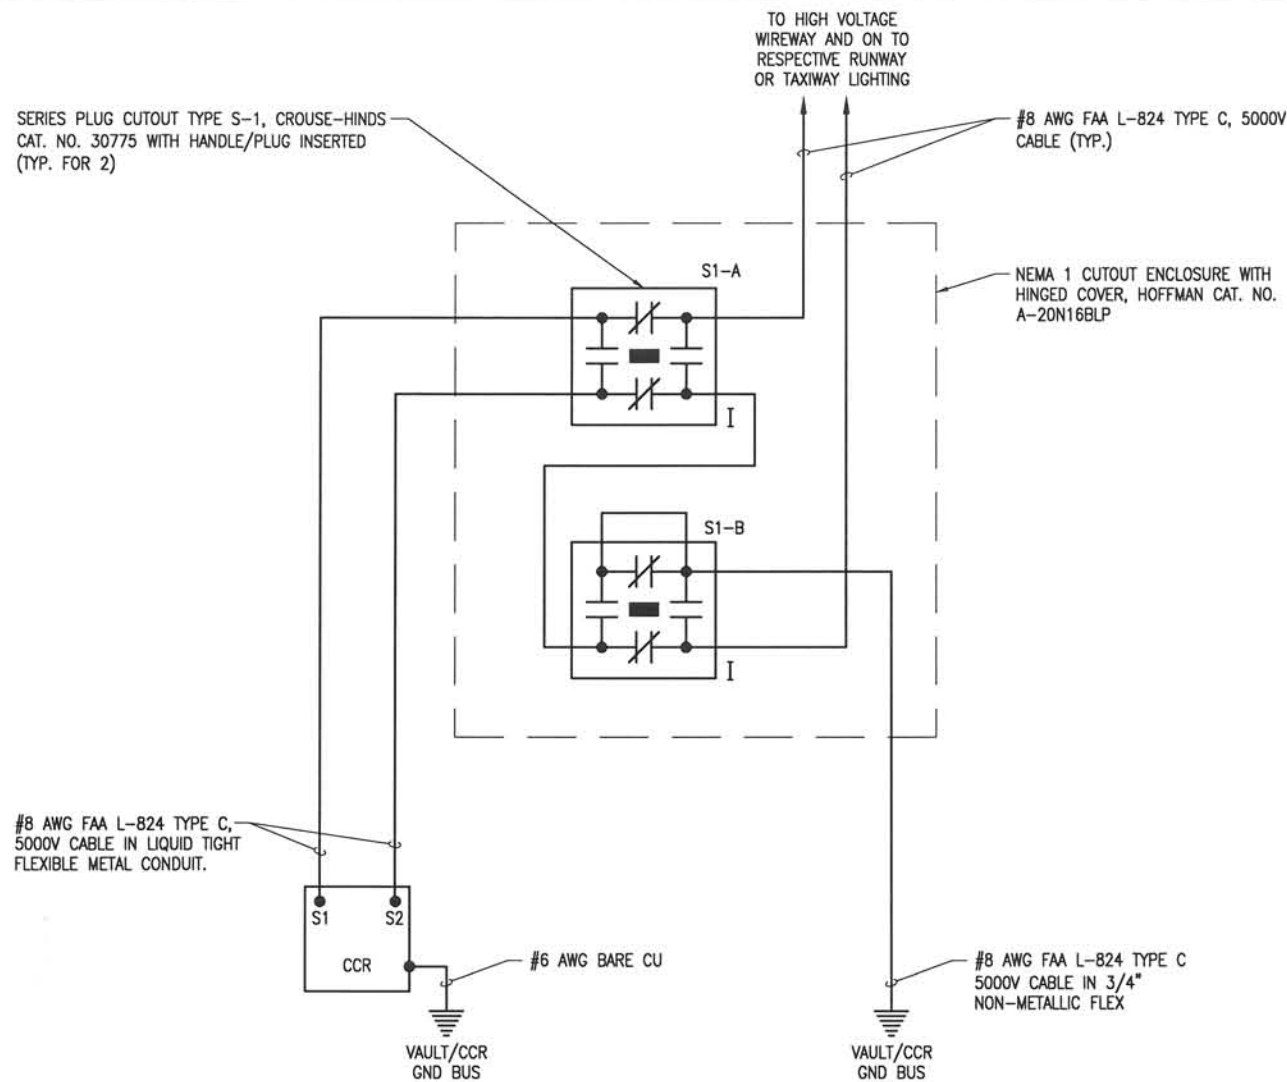 TO HIGH VOLTAGE
WIREWAY AND ON TO
RESPECTIVE RUNWAY
OR TAXIWAY LIGHTING
SERIES PLUG CUTOUT TYPE S-1, CROUSE-HINDS
CAT. NO. 30775 WITH HANDLE/PLUG INSERTED
(TYP. FOR 2)
#8 AWG FAA L-824 TYPE C, 5000V
CABLE (TYP.)
S1-A
NEMA 1 CUTOUT ENCLOSURE WITH
HINGED COVER, HOFFMAN CAT. NO.
A-20N16BLP
I
S1-B
I
#8 AWG FAA L-824 TYPE C,
5000V CABLE IN LIQUID TIGHT
FLEXIBLE METAL CONDUIT.
S1
S2
CCR
#6 AWG BARE CU
#8 AWG FAA L-824 TYPE C
5000V CABLE IN 3/4"
NON-METALLIC FLEX
VAULT/CCR
GND BUS
VAULT/CCR
GND BUS